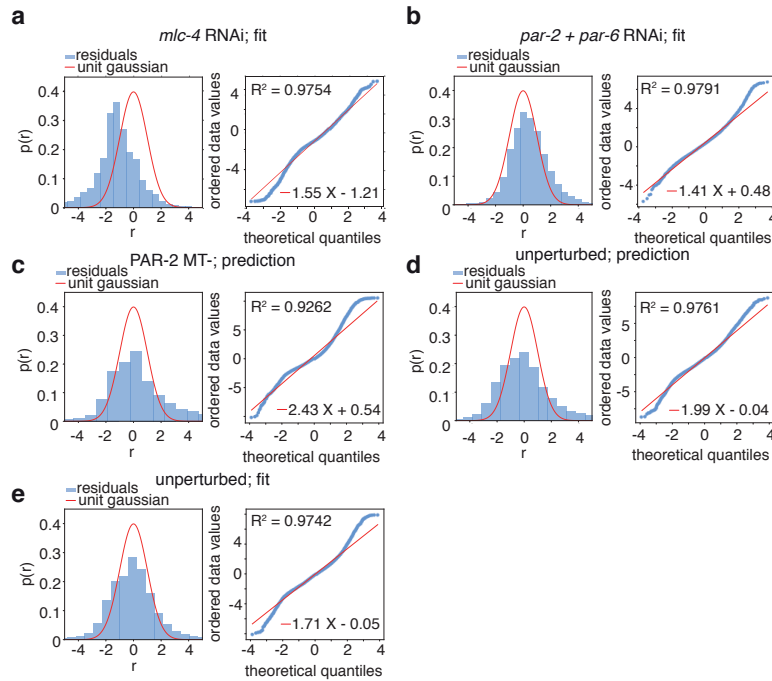 a
mlc-4 RNAi; fit
residuals
unit gaussian
0.4
0.3
0.2
0.1
0
p(r)
-4 -2 0 2 4
r
R² = 0.9754
4
0
-4
ordered data values
1.55 X - 1.21
-4 -2 0 2 4
theoretical quantiles
b
par-2 + par-6 RNAi; fit
residuals
unit gaussian
0.4
0.3
0.2
0.1
0
p(r)
-4 -2 0 2 4
r
R² = 0.9791
6
4
2
0
-2
-4
ordered data values
1.41 X + 0.48
-4 -2 0 2 4
theoretical quantiles
c
PAR-2 MT-; prediction
residuals
unit gaussian
0.4
0.3
0.2
0.1
0
p(r)
-4 -2 0 2 4
r
R² = 0.9262
5
0
-5
ordered data values
2.43 X + 0.54
-4 -2 0 2 4
theoretical quantiles
d
unperturbed; prediction
residuals
unit gaussian
0.4
0.3
0.2
0.1
0
p(r)
-4 -2 0 2 4
r
R² = 0.9761
5
0
-5
ordered data values
1.99 X - 0.04
-4 -2 0 2 4
theoretical quantiles
e
unperturbed; fit
residuals
unit gaussian
0.4
0.3
0.2
0.1
0
p(r)
-4 -2 0 2 4
r
R² = 0.9742
4
0
-4
ordered data values
1.71 X - 0.05
-4 -2 0 2 4
theoretical quantiles